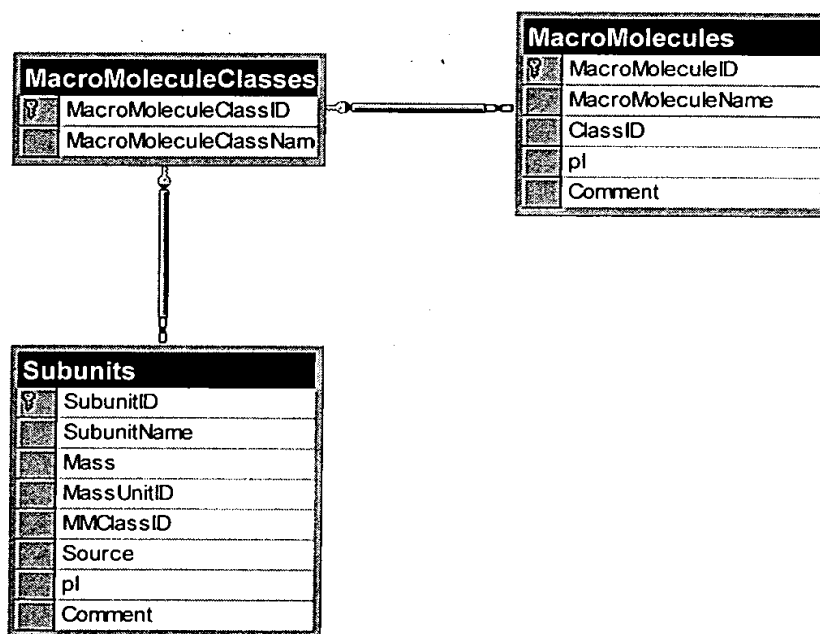 MacroMoleculeClasses
MacroMoleculeClassID
MacroMoleculeClassNam
MacroMolecules
MacroMoleculeID
MacroMoleculeName
ClassID
pI
Comment
Subunits
SubunitID
SubunitName
Mass
MassUnitID
MMClassID
Source
pI
Comment